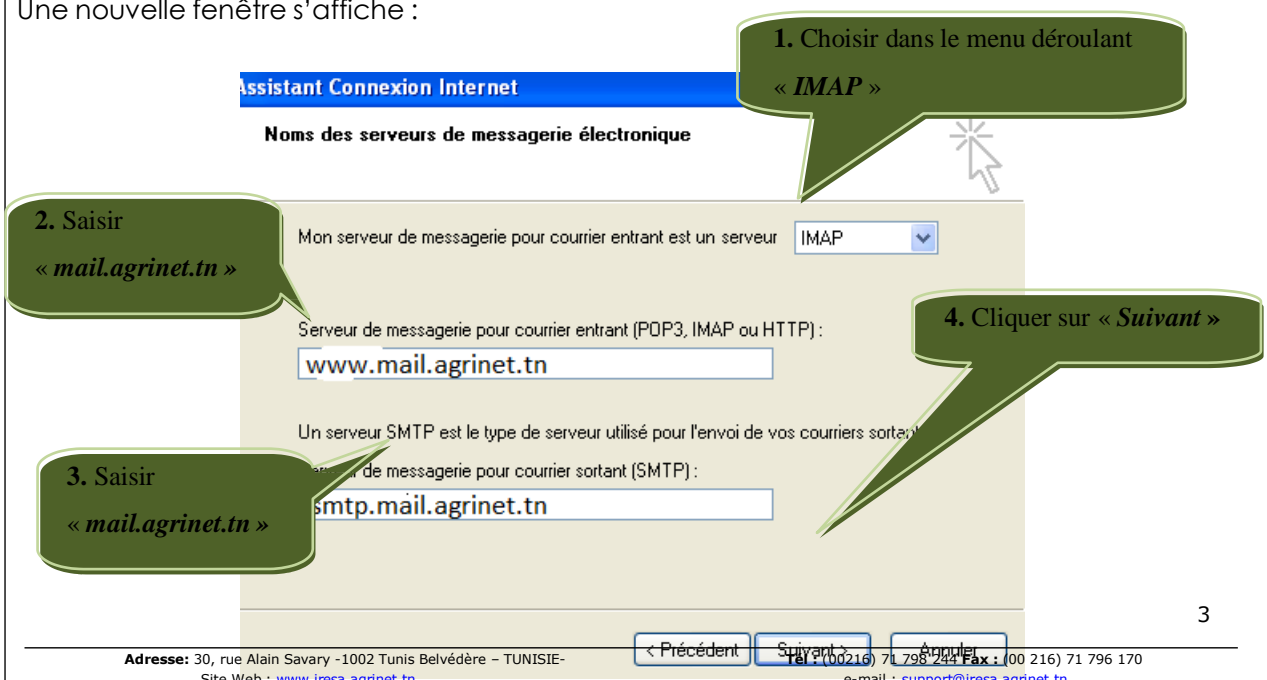 Une nouvelle fenêtre s'affiche :
1. Choisir dans le menu déroulant
« IMAP »
Assistant Connexion Internet
Noms des serveurs de messagerie électronique
2. Saisir
« mail.agrinet.tn »
Mon serveur de messagerie pour courrier entrant est un serveur IMAP
4. Cliquer sur « Suivant »
Serveur de messagerie pour courrier entrant (POP3, IMAP ou HTTP) :
www.mail.agrinet.tn
Un serveur SMTP est le type de serveur utilisé pour l'envoi de vos courriers sortant
3. Saisir
« mail.agrinet.tn »
de messagerie pour courrier sortant (SMTP) :
smtp.mail.agrinet.tn
3
< Précédent Suivant > Annuler
Adresse: 30, rue Alain Savary -1002 Tunis Belvédère – TUNISIE-
Tél : (00216) 71 798 244 Fax : (00 216) 71 796 170
Site Web : www.iresa.agrinet.tn
e-mail : support@iresa.agrinet.tn